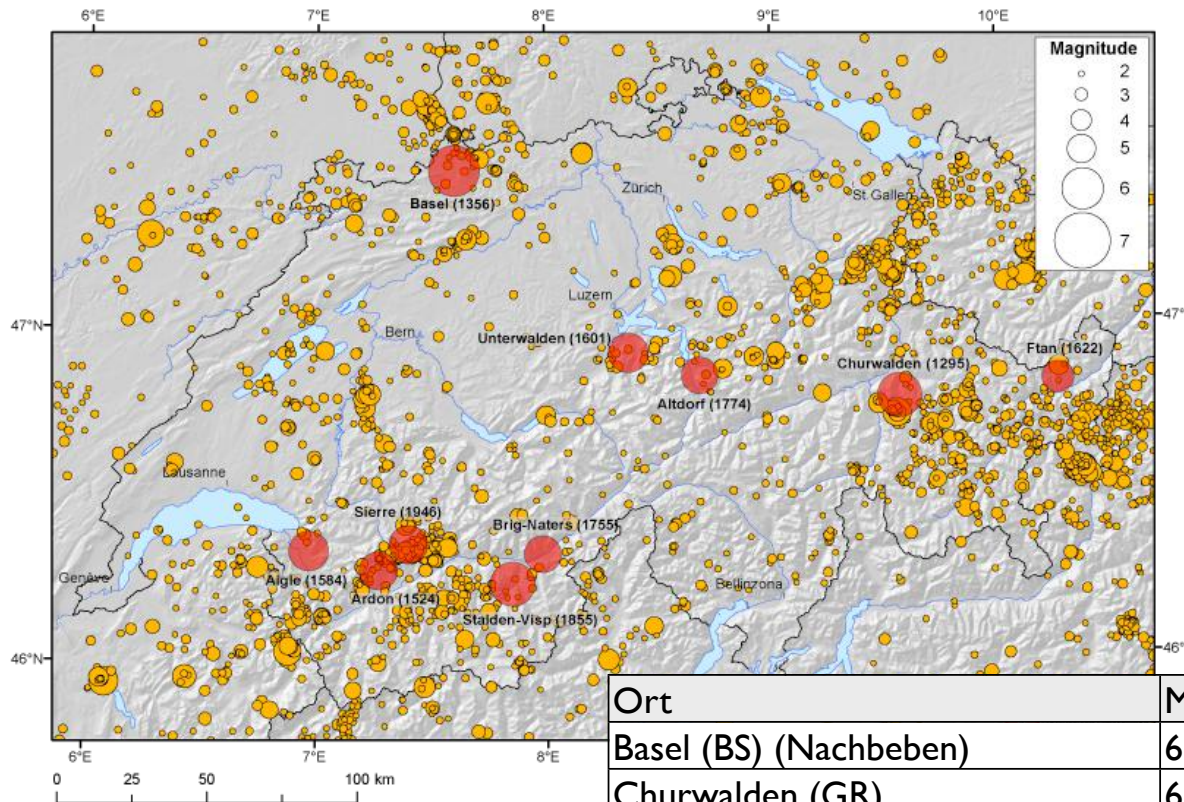 6°E 7°E 8°E 9°E 10°E
Magnitude
2
3
4
5
6
7
Basel (1356)
Zürich
St Gallen
Luzern
47°N 47°N
Bern
Unterwalden (1601)
Churwalden (1295)
Ftan (1622)
Altdorf (1774)
Lausanne
Sierre (1946)
Brig-Naters (1755)
Genève
Aigle (1584)
Ardon (1524)
Stalden-Visp (1855)
Bellinzona
46°N 46°
6°E 7°E 8°E
0 25 50 100 km
Ort M
Basel (BS) (Nachbeben) 6
Churwalden (GR) 6